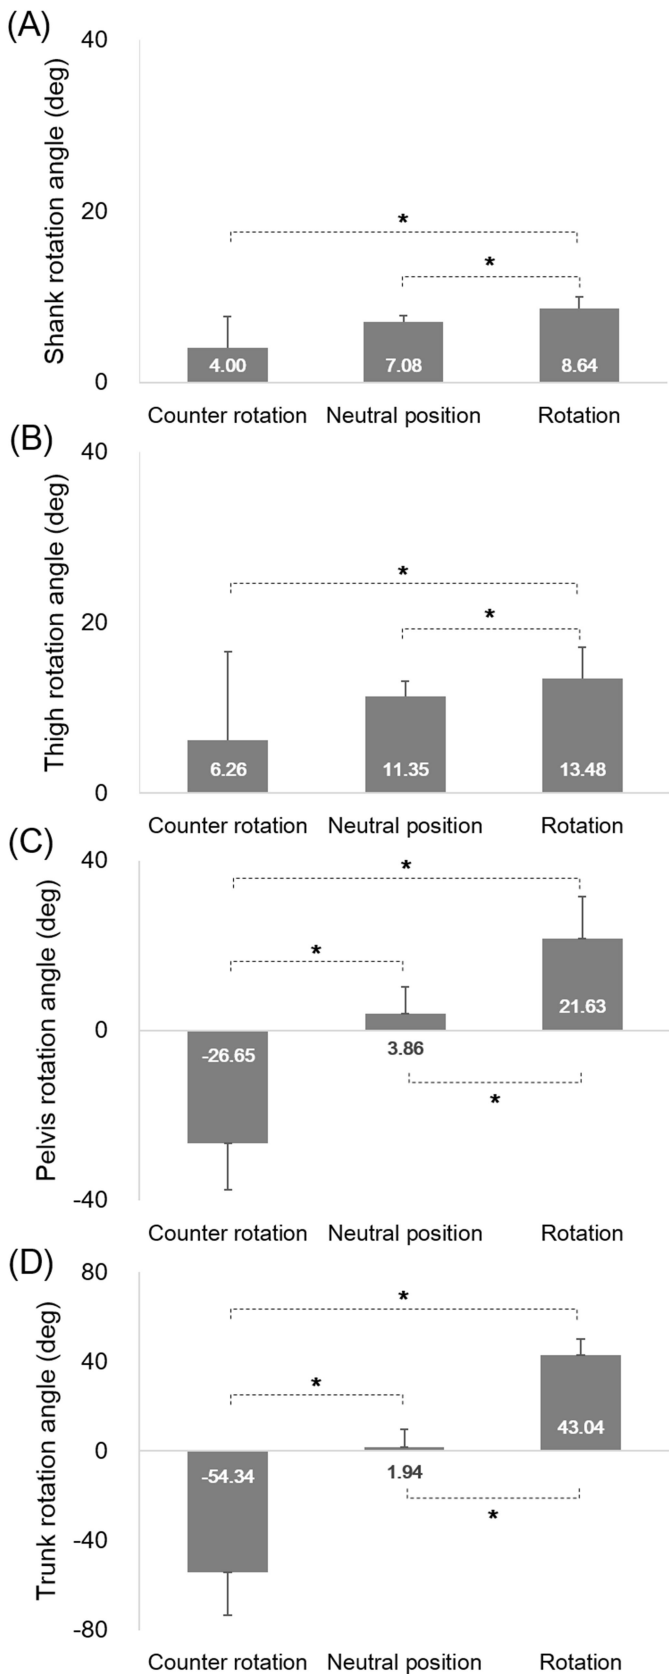 (A)
Shank rotation angle (deg)
40
20
0
*
*
4.00 7.08 8.64
Counter rotation Neutral position Rotation
(B)
Thigh rotation angle (deg)
40
20
0
*
*
6.26 11.35 13.48
Counter rotation Neutral position Rotation
(C)
Pelvis rotation angle (deg)
40
0
-40
*
*
21.63
-26.65 3.86
*
Counter rotation Neutral position Rotation
(D)
Trunk rotation angle (deg)
80
40
0
-40
-80
*
*
43.04
-54.34 1.94
*
Counter rotation Neutral position Rotation